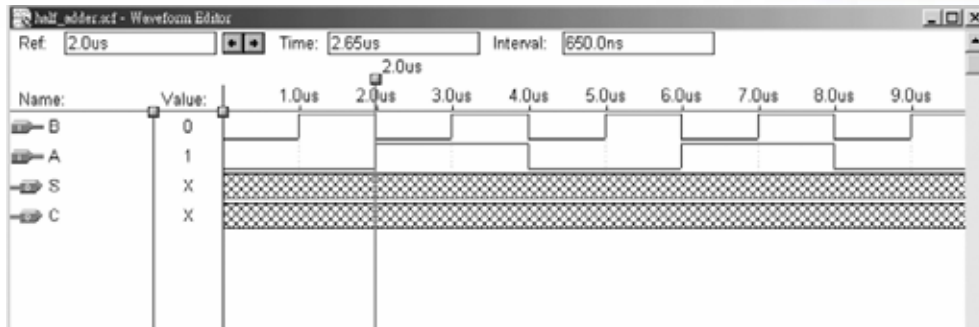 half_adder.scf - Waveform Editor
Ref: 2.0us Time: 2.65us Interval: 650.0ns
2.0us
Name: Value: 1.0us 2.0us 3.0us 4.0us 5.0us 6.0us 7.0us 8.0us 9.0us
B 0
A 1
S X
C X